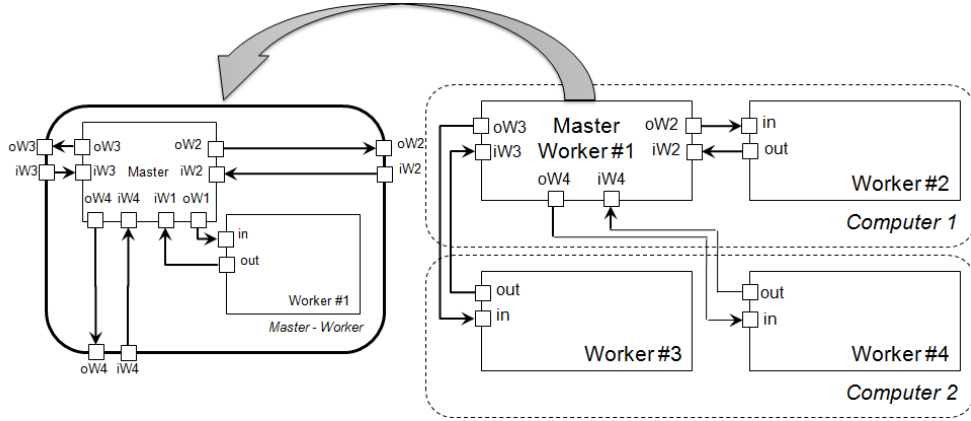 oW3
iW3
oW3
iW3
Master
oW2
iW2
oW2
iW2
oW4
iW4
iW1
oW1
in
out
Worker #1
Master - Worker
oW4
iW4
oW3
iW3
Master
Worker #1
oW2
iW2
oW4
iW4
in
out
Worker #2
Computer 1
out
in
Worker #3
out
in
Worker #4
Computer 2